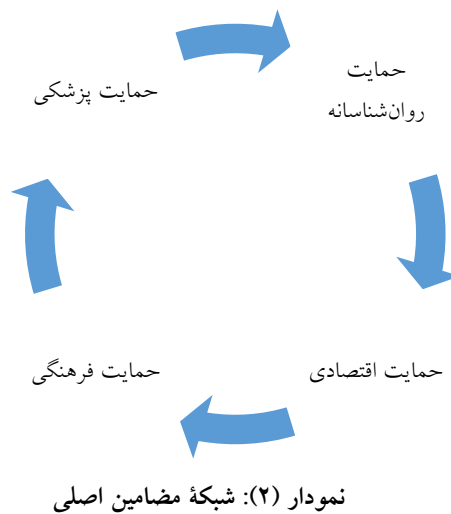 حمایت
روان‌شناسانه
حمایت پزشکی
حمایت اقتصادی
حمایت فرهنگی
نمودار (۲): شبکهٔ مضامین اصلی